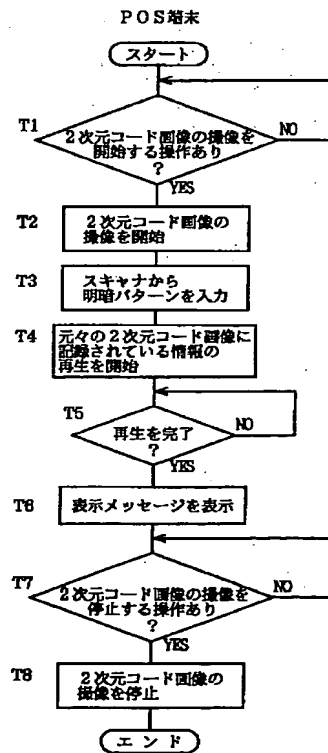 POS端末
スタート
T1
2次元コード画像の撮像を
開始する操作あり
?
NO
YES
T2
2次元コード画像の
撮像を開始
T3
スキャナから
明暗パターンを入力
T4
元々の2次元コード画像に
記録されている情報の
再生を開始
T5
再生を完了
?
NO
YES
T6
表示メッセージを表示
T7
2次元コード画像の撮像を
停止する操作あり
?
NO
YES
T8
2次元コード画像の
撮像を停止
エンド